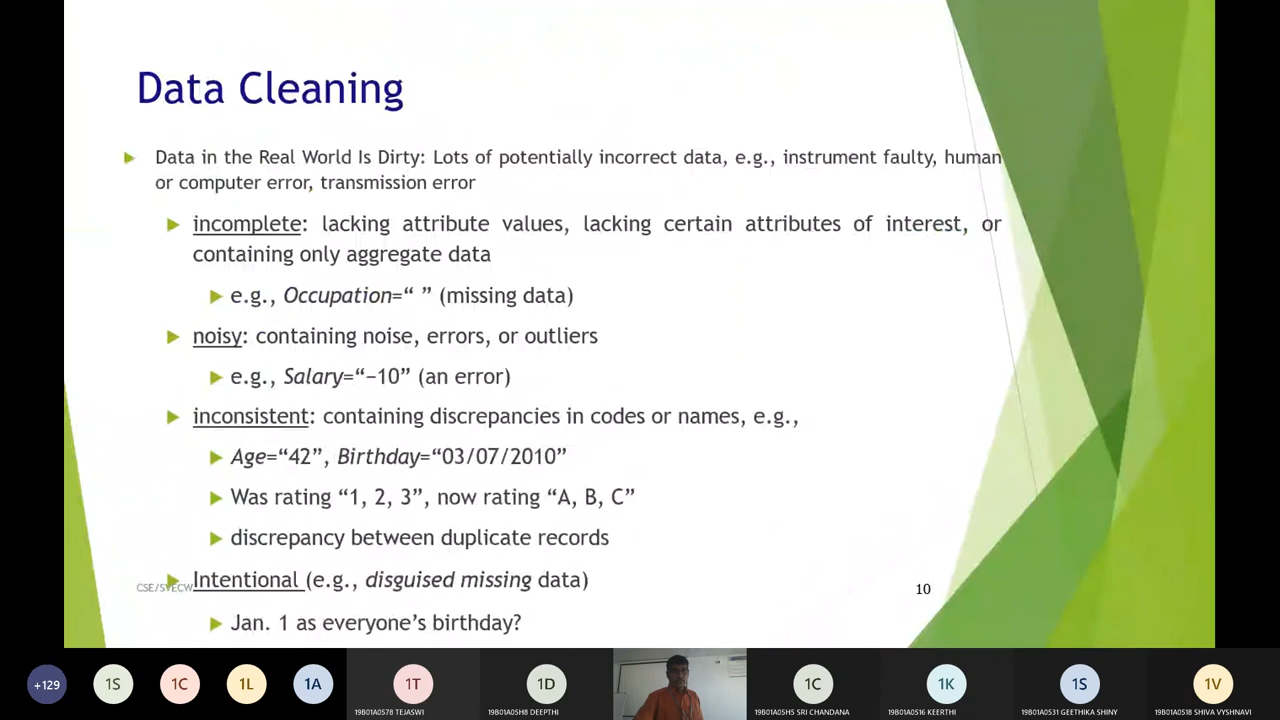 Data Cleaning
Data in the Real World Is Dirty: Lots of potentially incorrect data, e.g., instrument faulty, human
or computer error, transmission error
incomplete: lacking attribute values, lacking certain attributes of interest, or
containing only aggregate data
e.g., Occupation=“ ” (missing data)
noisy: containing noise, errors, or outliers
e.g., Salary=“−10” (an error)
inconsistent: containing discrepancies in codes or names, e.g.,
Age=“42”, Birthday=“03/07/2010”
Was rating “1, 2, 3”, now rating “A, B, C”
discrepancy between duplicate records
Intentional (e.g., disguised missing data)
CSE/SVECW
10
Jan. 1 as everyone’s birthday?
+129
1S
1C
1L
1A
1T
1D
1C
1K
1S
1V
19B01A0578 TEJASWI
19B01A05H8 DEEPTHI
19B01A05H5 SRI CHANDANA
19B01A0516 KEERTHI
19B01A0531 GEETHIKA SHINY
19B01A0518 SHIVA VYSHNAVI